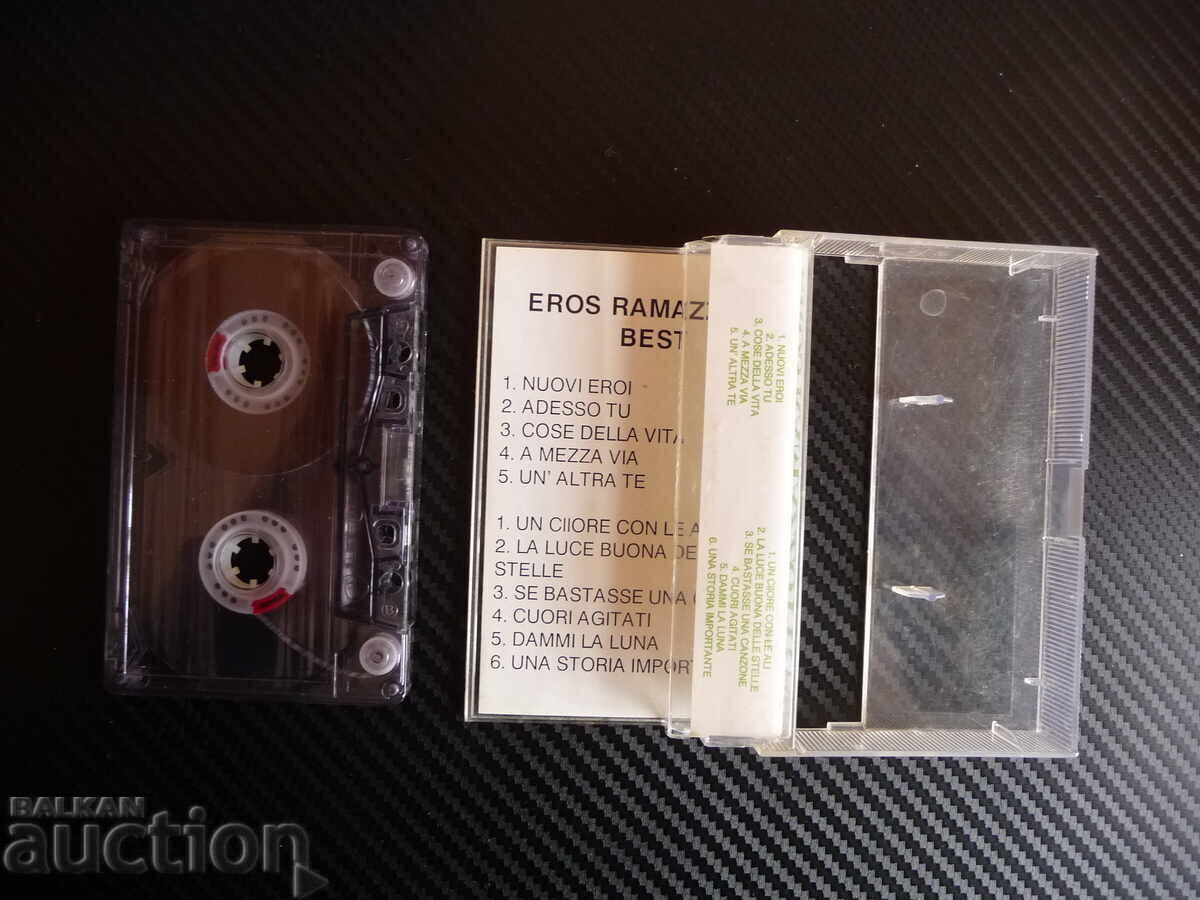 EROS RAMAZZ
BEST
1. NUOVI EROI
2. ADESSO TU
3. COSE DELLA VITA
4. A MEZZA VIA
5. UN' ALTRA TE
1. UN CIIORE CON LE A
2. LA LUCE BUONA DE
STELLE
3. SE BASTASSE UNA
4. CUORI AGITATI
5. DAMMI LA LUNA
6. UNA STORIA IMPORT
1. NUOVI EROI
2. ADESSO TU
3. COSE DELLA VITA
4. A MEZZA VIA
5. UN' ALTRA TE
1. UN CIIORE CON LE ALI
2. LA LUCE BUONA DELLE STELLE
3. SE BASTASSE UNA CANZONE
4. CUORI AGITATI
5. DAMMI LA LUNA
6. UNA STORIA IMPORTANTE
B
BALKAN
auction